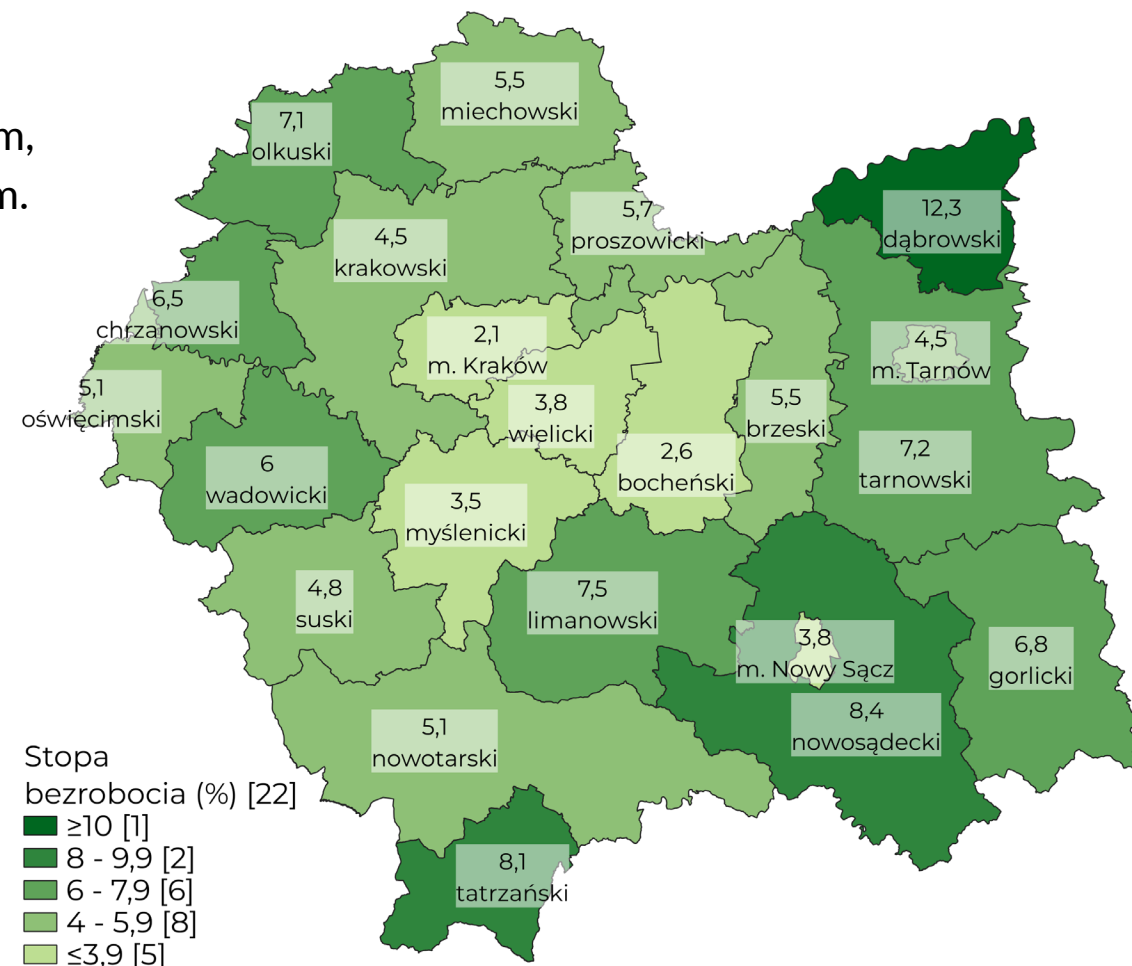 m,
m.
5,5
miechowski
7,1
olkuski
5,7
proszowicki
12,3
dąbrowski
4,5
krakowski
6,5
chrzanowski
2,1
m. Kraków
4,5
m. Tarnów
5,1
oświęcimski
3,8
wielicki
5,5
brzeski
6
wadowicki
2,6
bocheński
7,2
tarnowski
3,5
myślenicki
4,8
suski
7,5
limanowski
3,8
m. Nowy Sącz
6,8
gorlicki
5,1
nowotarski
8,4
nowosądecki
8,1
tatrzański
Stopa
bezrobocia (%) [22]
≥10 [1]
8 - 9,9 [2]
6 - 7,9 [6]
4 - 5,9 [8]
≤3,9 [5]